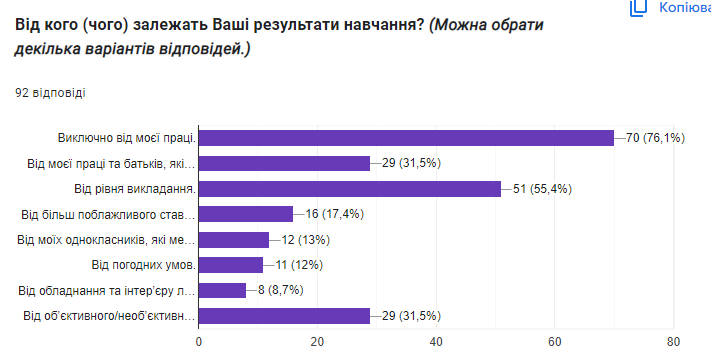 Копіюва
Від кого (чого) залежать Ваші результати навчання? (Можна обрати
декілька варіантів відповідей.)
92 відповіді
Виключно від моєї праці. 70 (76,1%)
Від моєї праці та батьків, які… 29 (31,5%)
Від рівня викладання. 51 (55,4%)
Від більш поблажливого став… 16 (17,4%)
Від моїх однокласників, які ме… 12 (13%)
Від погодних умов. 11 (12%)
Від обладнання та інтер’єру л… 8 (8,7%)
Від об’єктивного/необ’єктивн… 29 (31,5%)
0 20 40 60 80